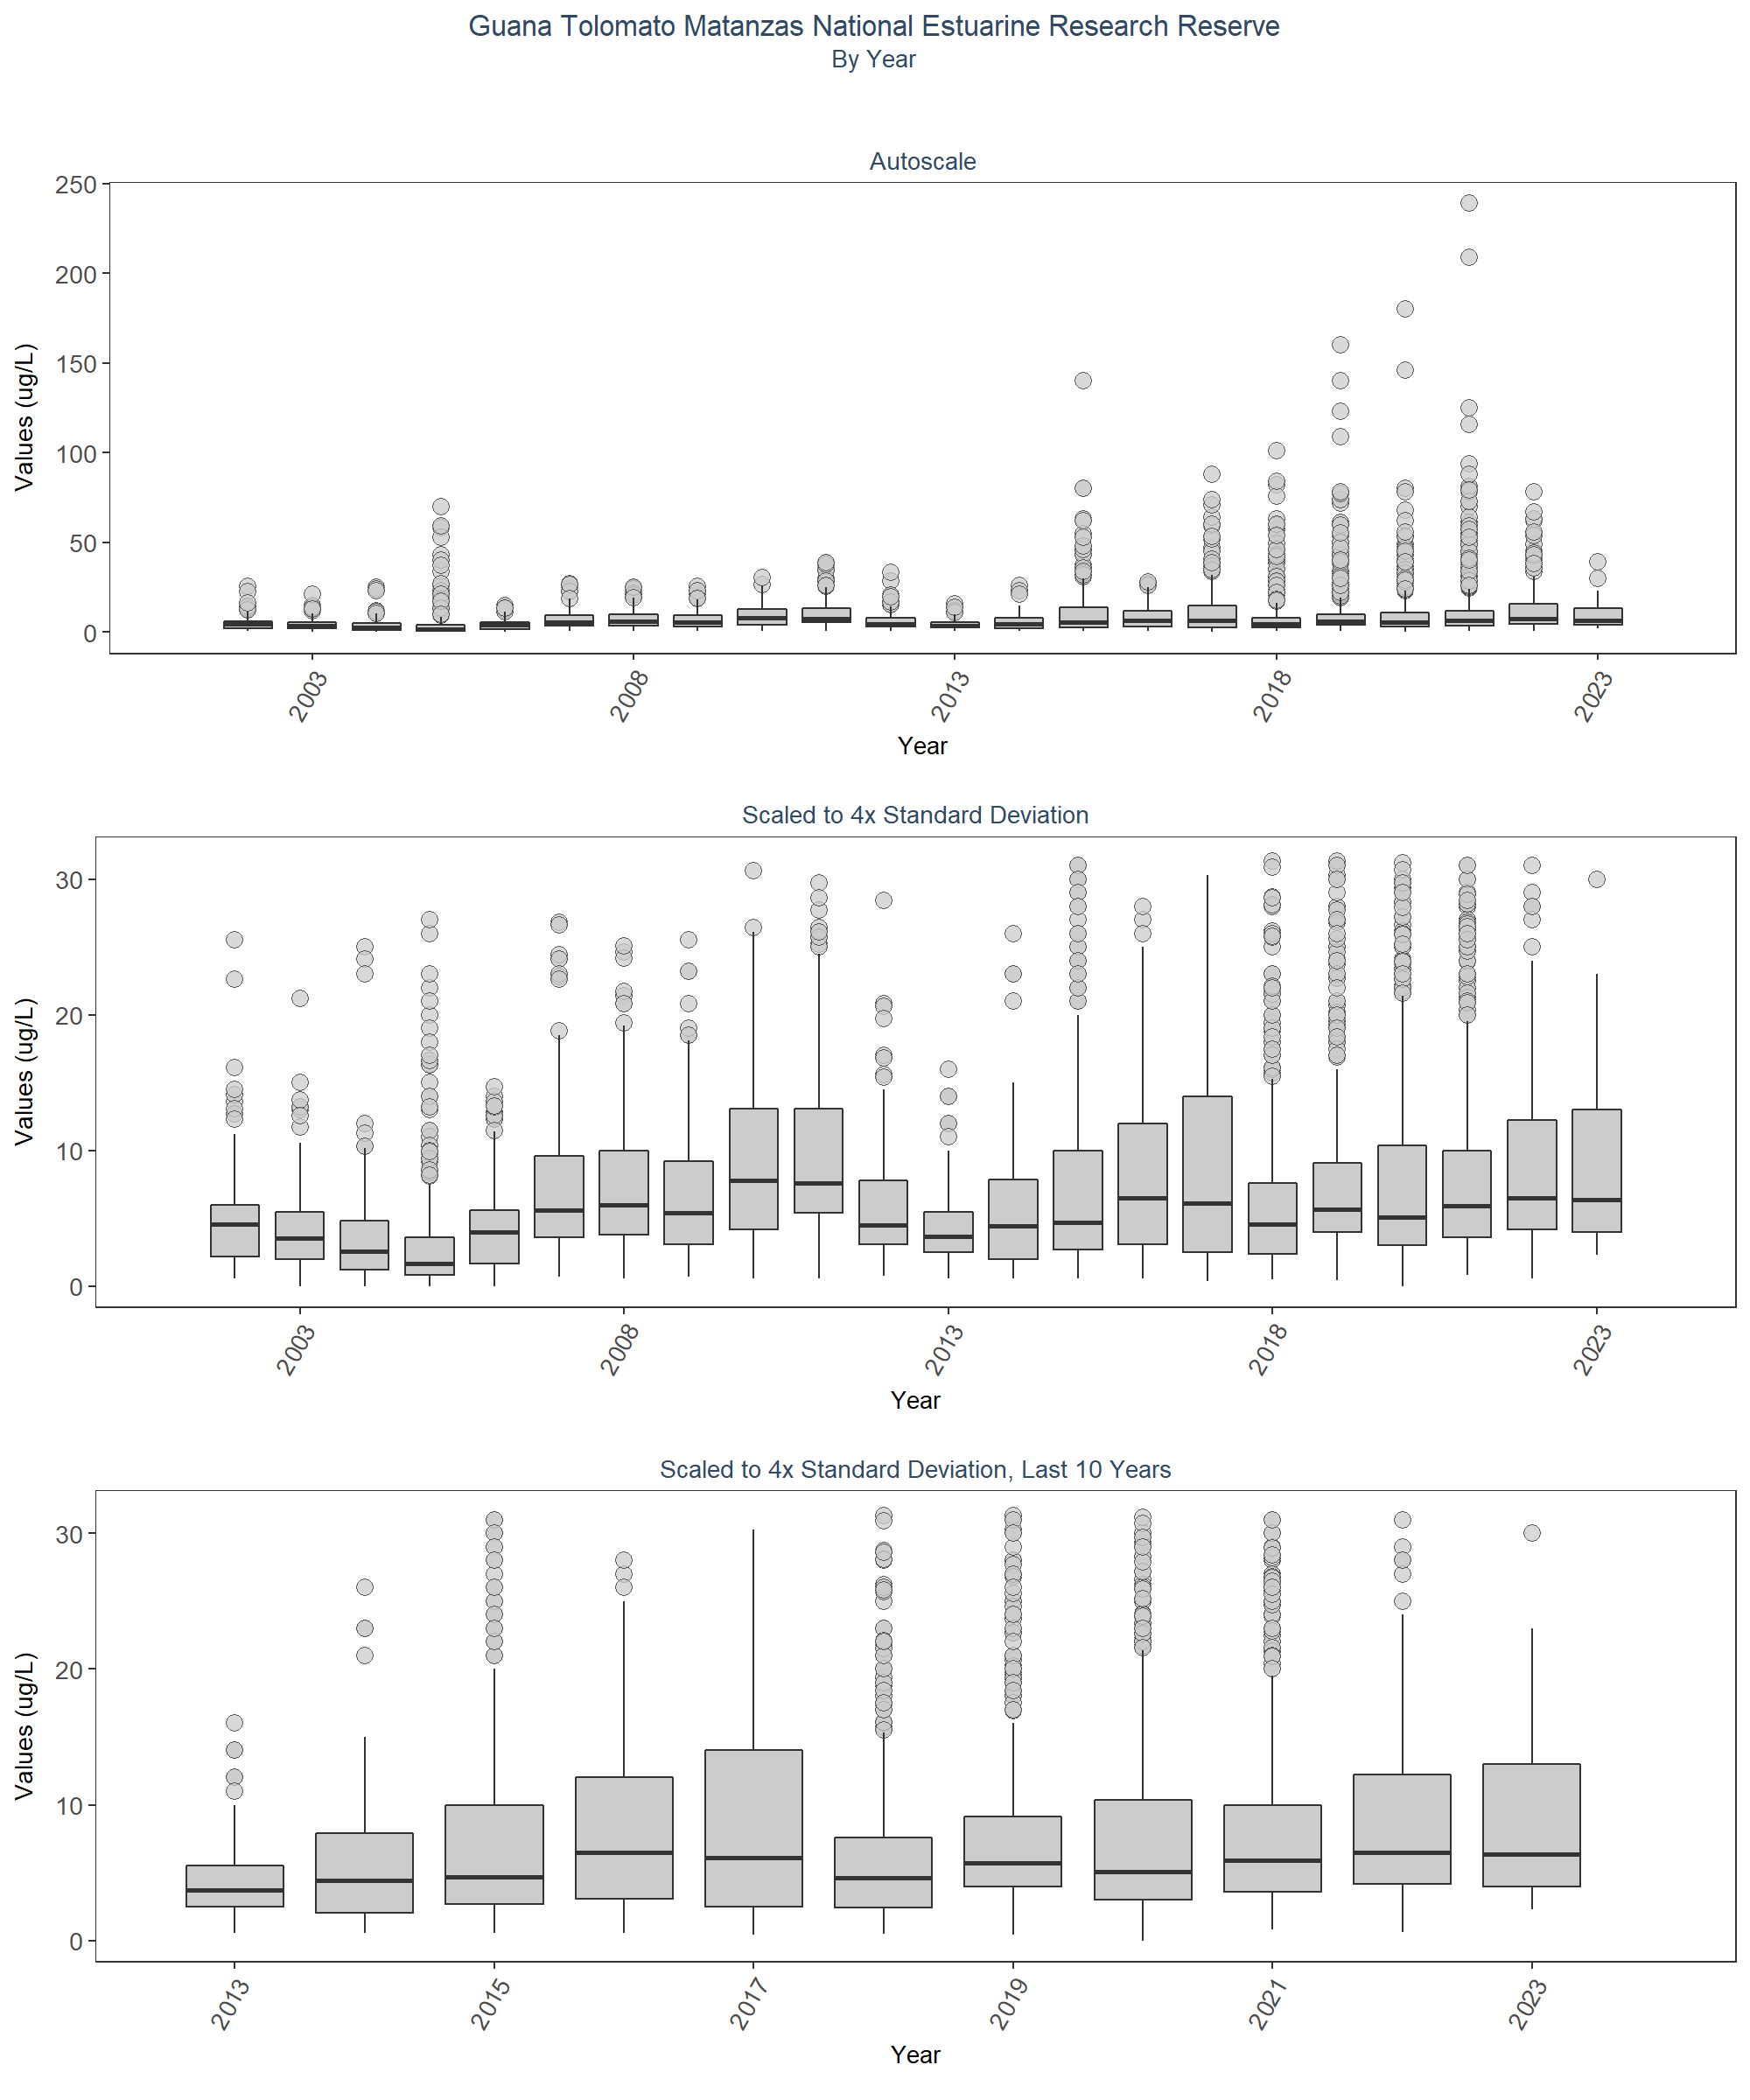 Guana Tolomato Matanzas National Estuarine Research Reserve
By Year
Autoscale
Values (ug/L)
250
200
150
100
50
0
2003 2008 2013 2018 2023
Year
Scaled to 4x Standard Deviation
Values (ug/L)
30
20
10
0
2003 2008 2013 2018 2023
Year
Scaled to 4x Standard Deviation, Last 10 Years
Values (ug/L)
30
20
10
0
2013 2015 2017 2019 2021 2023
Year